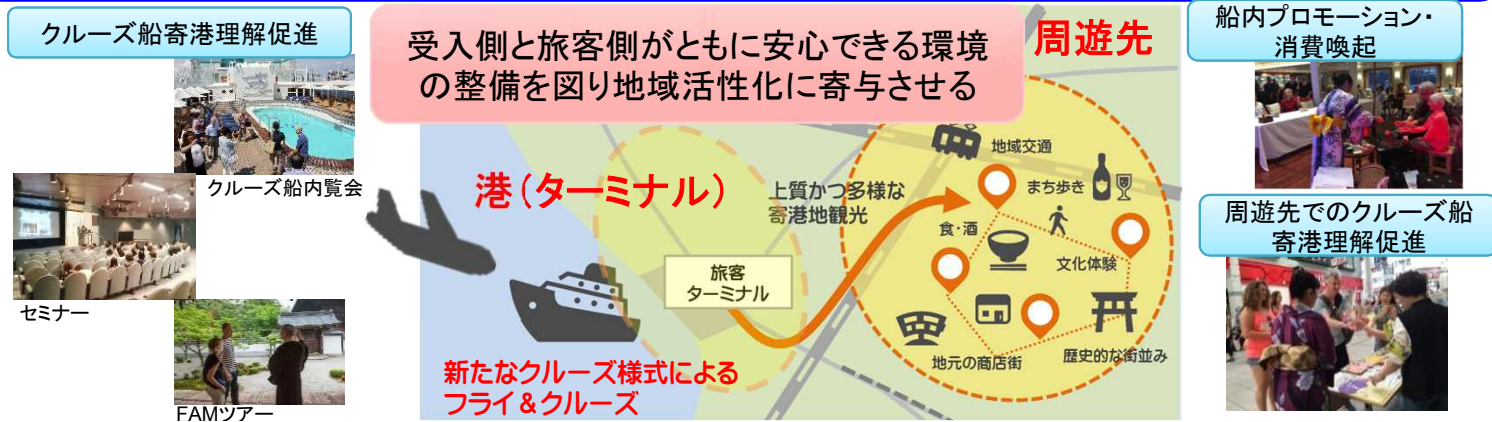 クルーズ船寄港理解促進
クルーズ船内覧会
セミナー
FAMツアー
受入側と旅客側がともに安心できる環境
の整備を図り地域活性化に寄与させる
周遊先
港(ターミナル)
上質かつ多様な
寄港地観光
旅客
ターミナル
新たなクルーズ様式による
フライ&クルーズ
地域交通
まち歩き
食・酒
文化体験
地元の商店街
歴史的な街並み
船内プロモーション・
消費喚起
周遊先でのクルーズ船
寄港理解促進